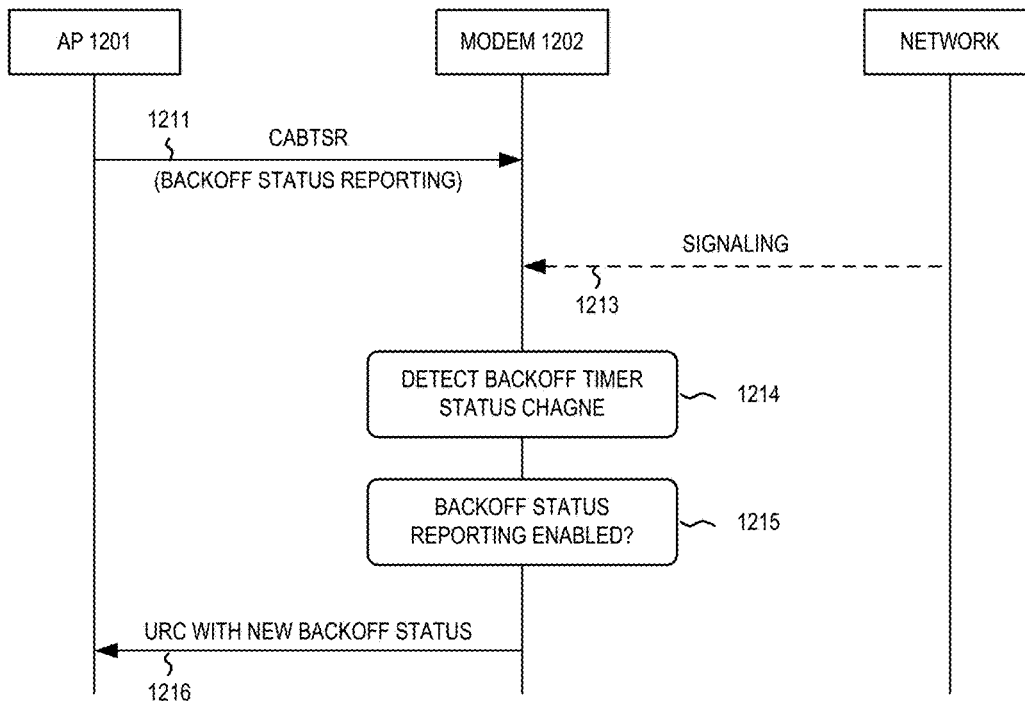 AP 1201
MODEM 1202
NETWORK
1211
CABTSR
(BACKOFF STATUS REPORTING)
SIGNALING
1213
DETECT BACKOFF TIMER
STATUS CHAGNE
1214
BACKOFF STATUS
REPORTING ENABLED?
1215
URC WITH NEW BACKOFF STATUS
1216